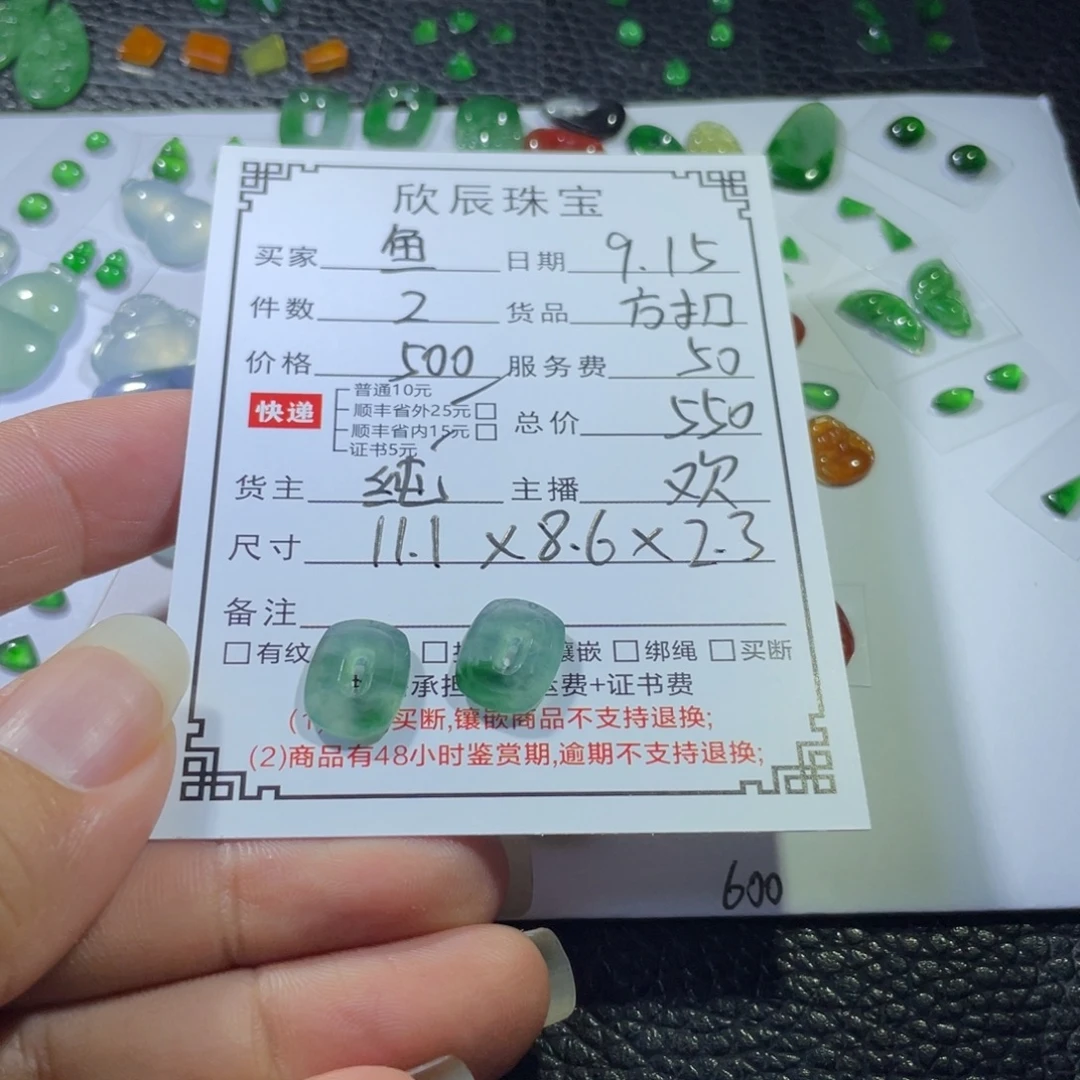 欣辰珠宝
买家 鱼 日期 9.15
件数 2 货品 方扣
价格 500 服务费 50
快递 普通10元
顺丰省外25元□ 总价 550
顺丰省内15元□
证书5元
货主 纯 主播 欢
尺寸 11.1×8.6×2.3
备注
□有纹 □ 镶嵌 □绑绳 □买断
承担 运费+证书费
买断,镶嵌商品不支持退换;
(2)商品有48小时鉴赏期,逾期不支持退换;
600